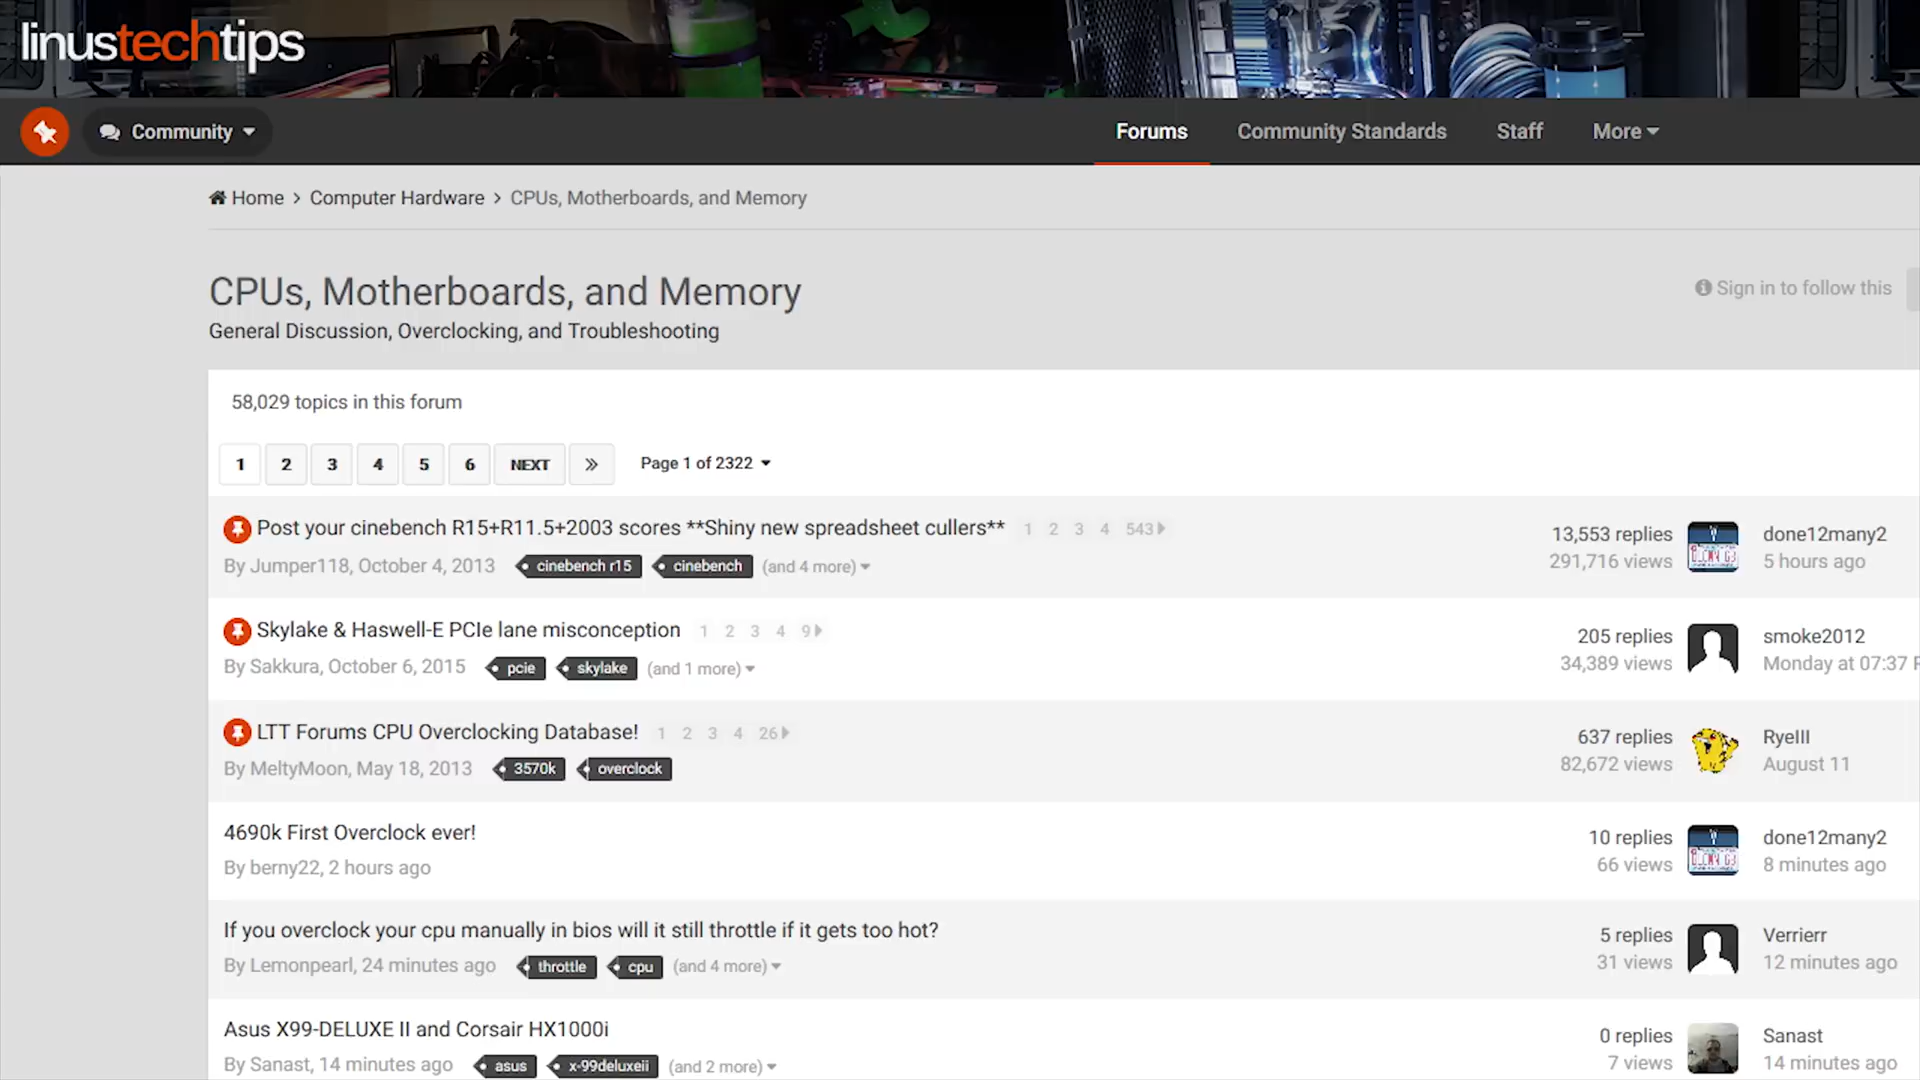 linustechtips
Community
Forums
Community Standards
Staff
More
Home > Computer Hardware > CPUs, Motherboards, and Memory
CPUs, Motherboards, and Memory
Sign in to follow this
General Discussion, Overclocking, and Troubleshooting
58,029 topics in this forum
1 2 3 4 5 6 NEXT » Page 1 of 2322
Post your cinebench R15+R11.5+2003 scores **Shiny new spreadsheet cullers** 1 2 3 4 543
By Jumper118, October 4, 2013 cinebench r15 cinebench (and 4 more)
13,553 replies
291,716 views
done12many2
5 hours ago
Skylake & Haswell-E PCIe lane misconception 1 2 3 4 9
By Sakkura, October 6, 2015 pcie skylake (and 1 more)
205 replies
34,389 views
smoke2012
Monday at 07:37
LTT Forums CPU Overclocking Database! 1 2 3 4 26
By MeltyMoon, May 18, 2013 3570k overclock
637 replies
82,672 views
RyeIII
August 11
4690k First Overclock ever!
By berny22, 2 hours ago
10 replies
66 views
done12many2
8 minutes ago
If you overclock your cpu manually in bios will it still throttle if it gets too hot?
By Lemonpearl, 24 minutes ago throttle cpu (and 4 more)
5 replies
31 views
Verrierr
12 minutes ago
Asus X99-DELUXE II and Corsair HX1000i
By Sanast, 14 minutes ago asus x-99deluxeii (and 2 more)
0 replies
7 views
Sanast
14 minutes ago